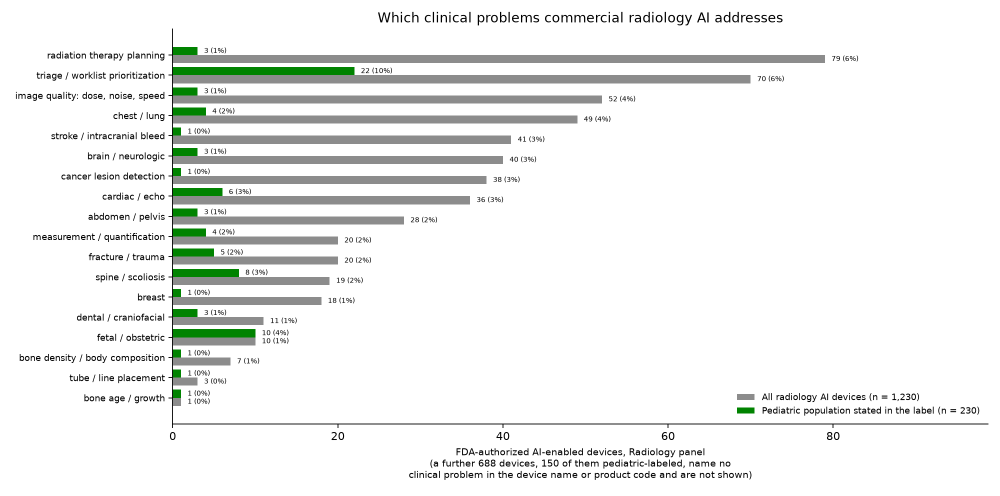 Which clinical problems commercial radiology AI addresses
radiation therapy planning
3 (1%)
79 (6%)
triage / worklist prioritization
22 (10%)
70 (6%)
image quality: dose, noise, speed
3 (1%)
52 (4%)
chest / lung
4 (2%)
49 (4%)
stroke / intracranial bleed
1 (0%)
41 (3%)
brain / neurologic
3 (1%)
40 (3%)
cancer lesion detection
1 (0%)
38 (3%)
cardiac / echo
6 (3%)
36 (3%)
abdomen / pelvis
3 (1%)
28 (2%)
measurement / quantification
4 (2%)
20 (2%)
fracture / trauma
5 (2%)
20 (2%)
spine / scoliosis
8 (3%)
19 (2%)
breast
1 (0%)
18 (1%)
dental / craniofacial
3 (1%)
11 (1%)
fetal / obstetric
10 (4%)
10 (1%)
bone density / body composition
1 (0%)
7 (1%)
tube / line placement
1 (0%)
3 (0%)
bone age / growth
1 (0%)
1 (0%)
All radiology AI devices (n = 1,230)
Pediatric population stated in the label (n = 230)
0 20 40 60 80
FDA-authorized AI-enabled devices, Radiology panel
(a further 688 devices, 150 of them pediatric-labeled, name no
clinical problem in the device name or product code and are not shown)